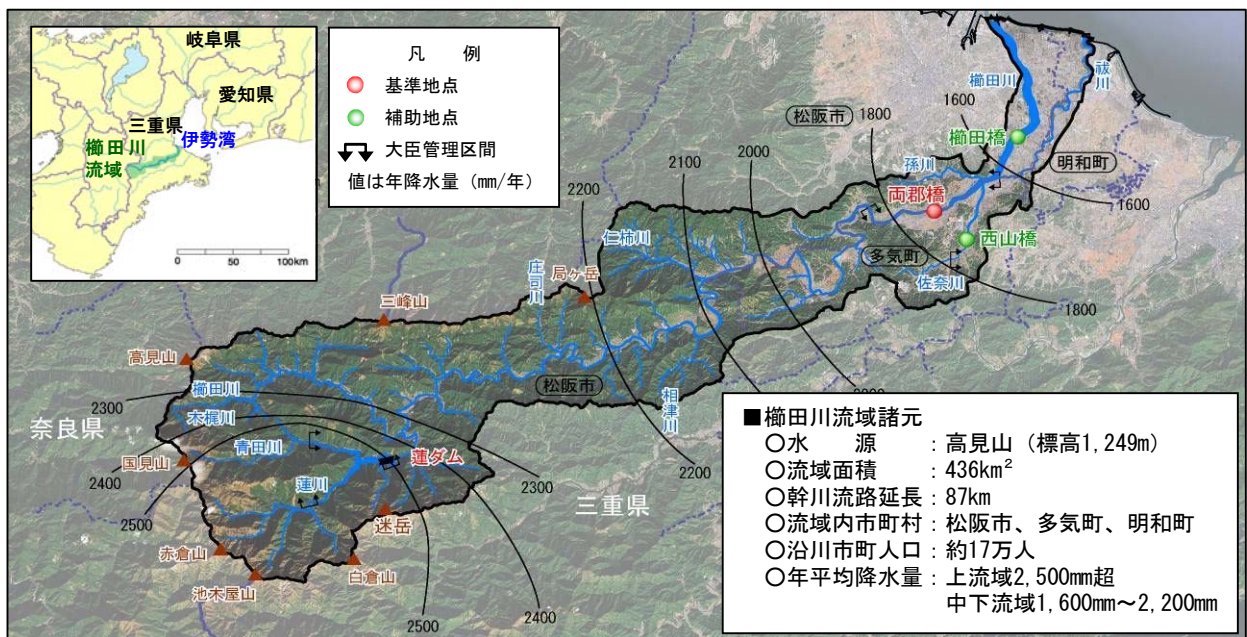 岐阜県
愛知県
三重県
伊勢湾
櫛田川
流域
0 50 100km
凡 例
基準地点
補助地点
大臣管理区間
値は年降水量 (mm/年)
櫛田川
祓川
1600
松阪市
1800
櫛田橋
2000
2100
孫川
明和町
2200
両郡橋
1600
仁柿川
西山橋
多気町
庄司川
局ヶ岳
佐奈川
三峰山
1800
高見山
櫛田川
松阪市
相津川
2300
木梶川
奈良県
青田川
国見山
蓮ダム
2400
2300
2200
蓮川
三重県
2500
迷岳
赤倉山
白倉山
池木屋山
2500
2400
■櫛田川流域諸元
〇水 源 :高見山 (標高1,249m)
〇流域面積 :436km²
〇幹川流路延長:87km
〇流域内市町村:松阪市、多気町、明和町
〇沿川市町人口:約17万人
〇年平均降水量:上流域2,500mm超
中下流域1,600mm～2,200mm